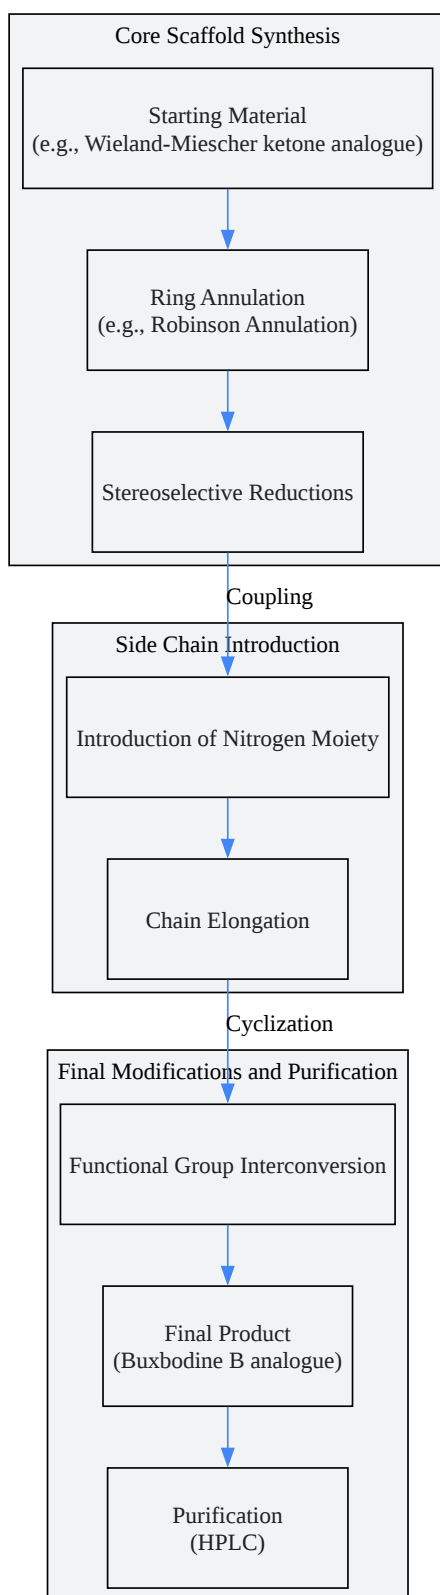 Core Scaffold Synthesis
Starting Material
(e.g., Wieland-Miescher ketone analogue)
Ring Annulation
(e.g., Robinson Annulation)
Stereoselective Reductions
Coupling
Side Chain Introduction
Introduction of Nitrogen Moiety
Chain Elongation
Cyclization
Final Modifications and Purification
Functional Group Interconversion
Final Product
(Buxbodine B analogue)
Purification
(HPLC)